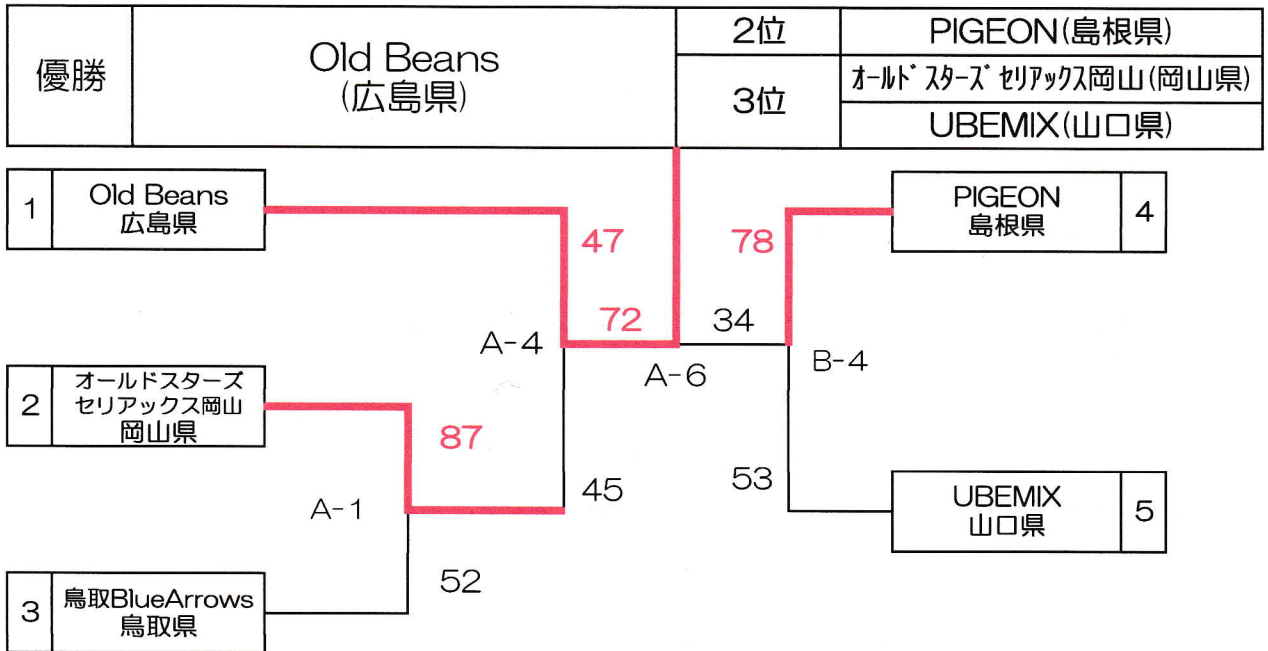 優勝
Old Beans
(広島県)
2位
PIGEON(島根県)
3位
オールドスターズセリアックス岡山(岡山県)
UBEMIX(山口県)
1
Old Beans
広島県
PIGEON
島根県
4
47
78
72
34
A-4
A-6
B-4
2
オールドスターズ
セリアックス岡山
岡山県
87
45
53
A-1
UBEMIX
山口県
5
52
3
鳥取BlueArrows
鳥取県